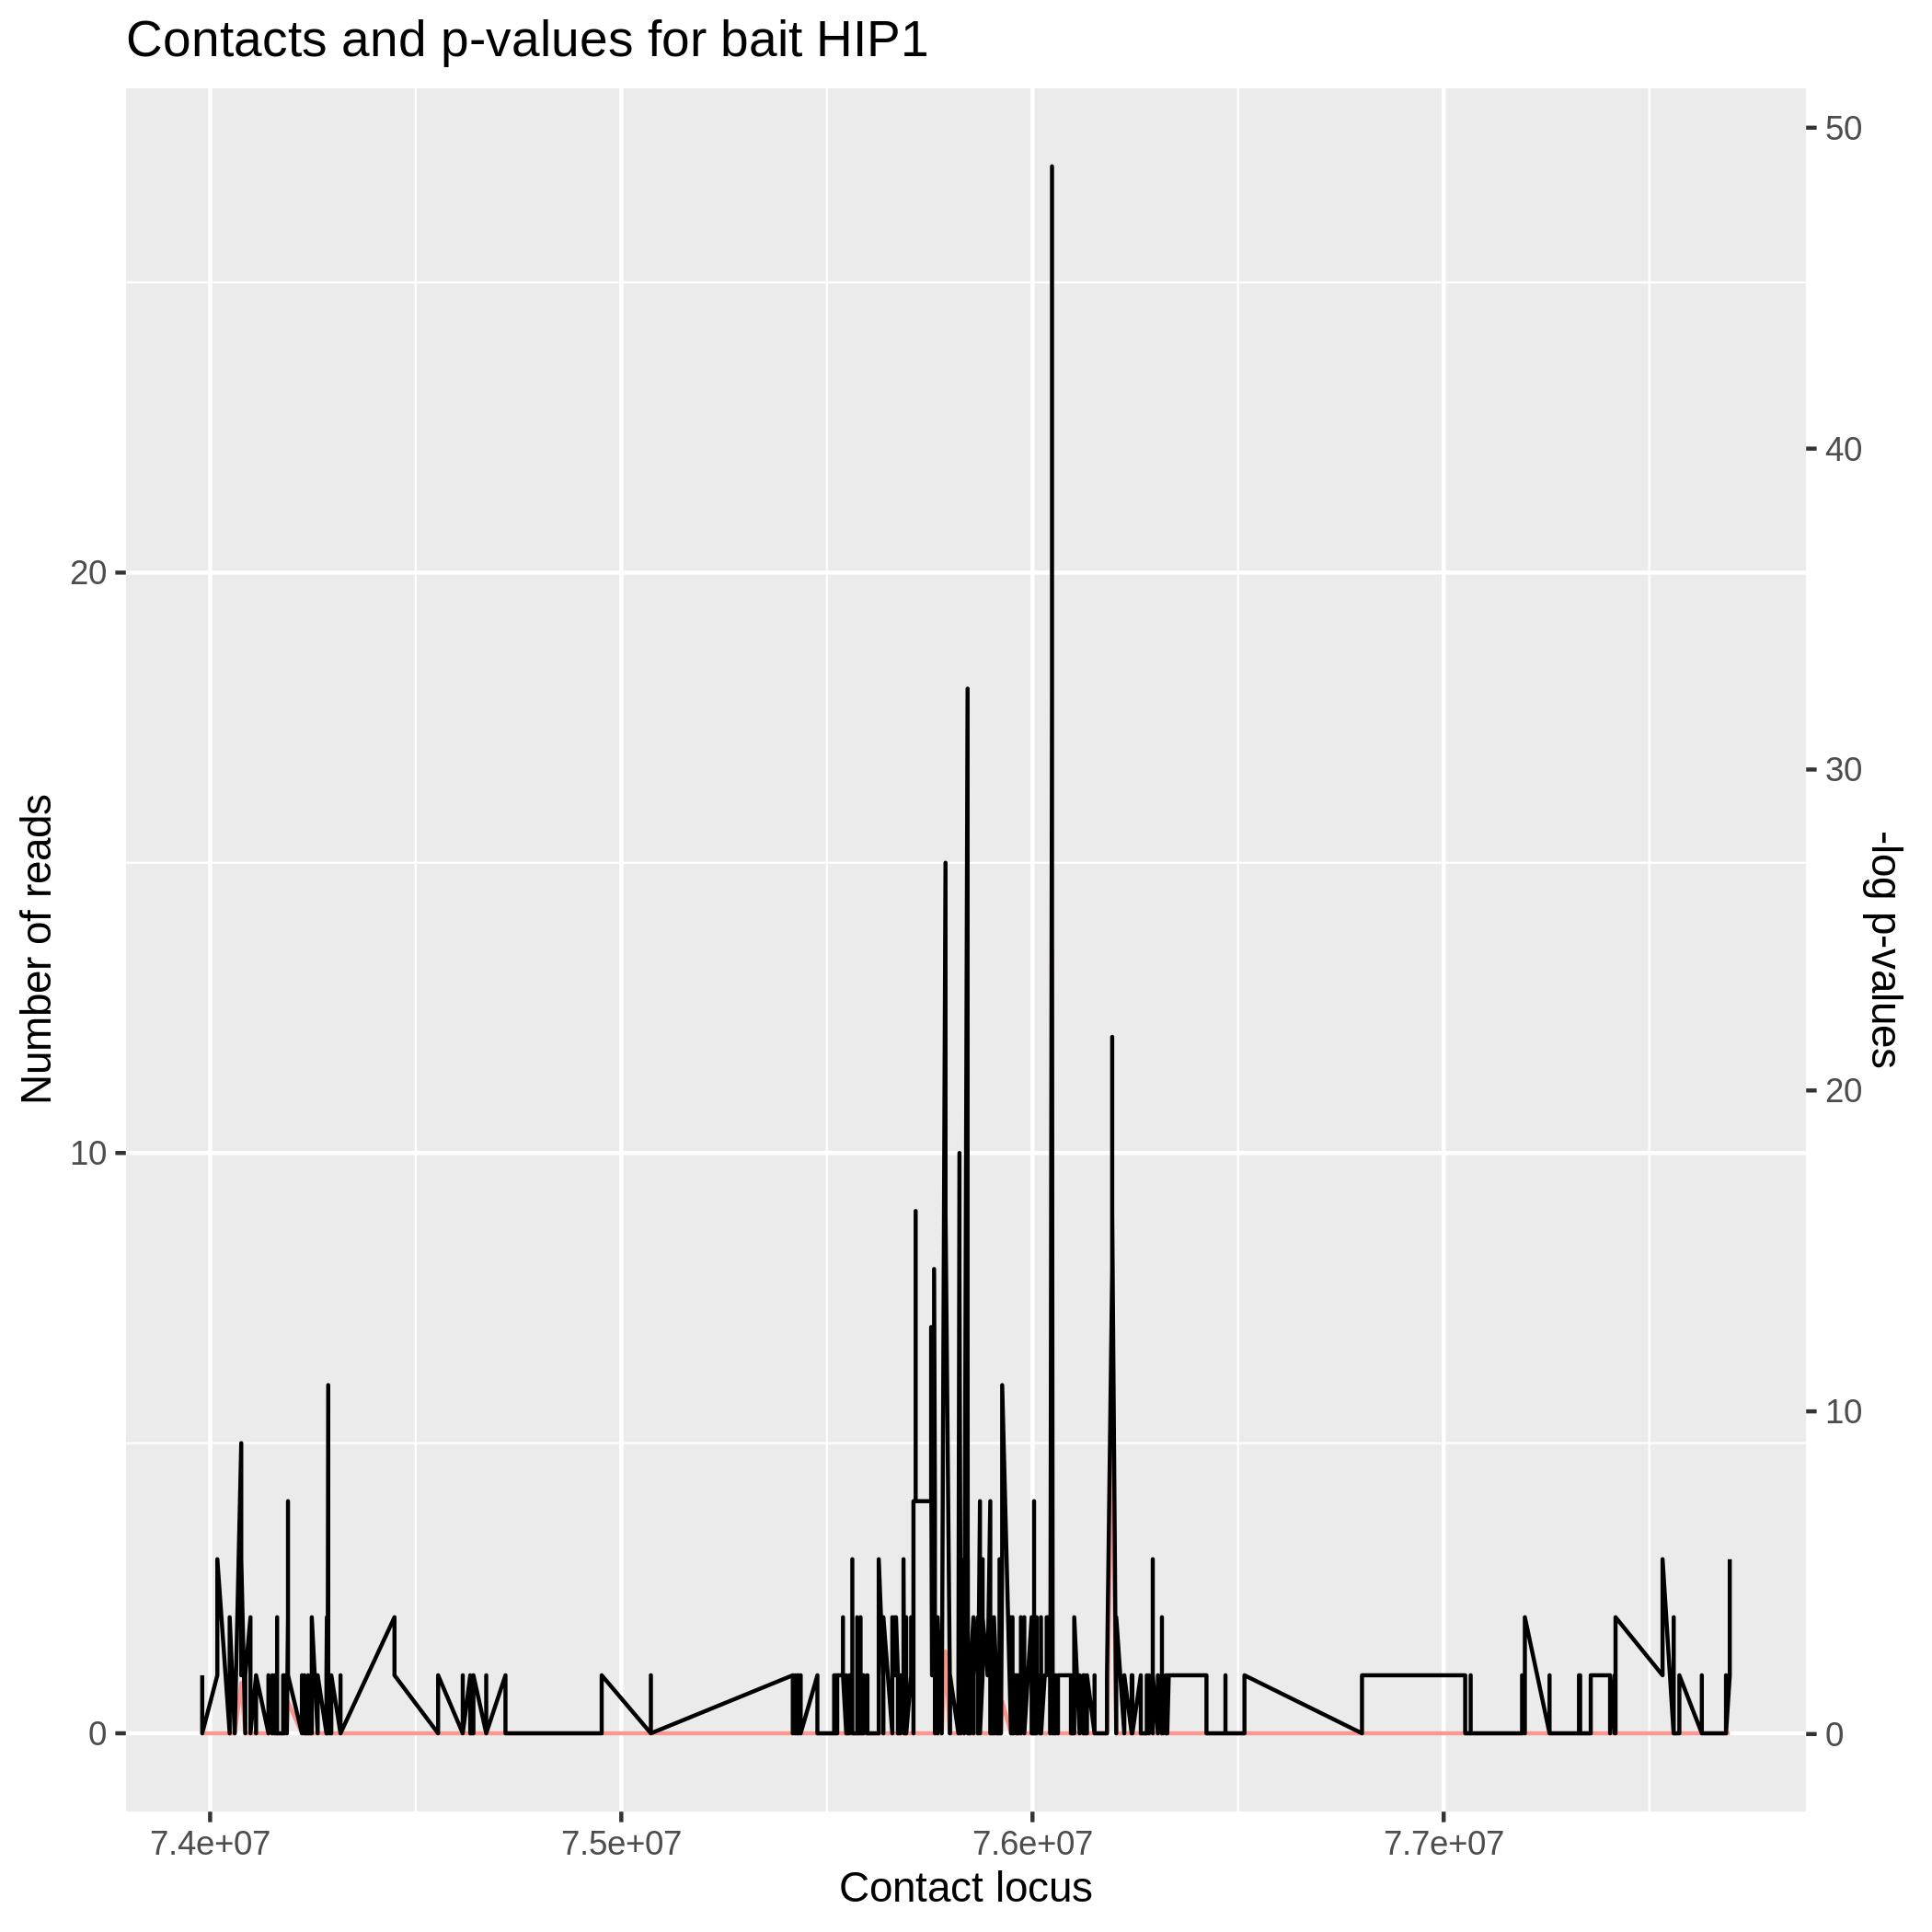 Contacts and p-values for bait HIP1
Number of reads
20
10
0
50
40
30
20
10
0
-log p-values
7.4e+07 7.5e+07 7.6e+07 7.7e+07
Contact locus